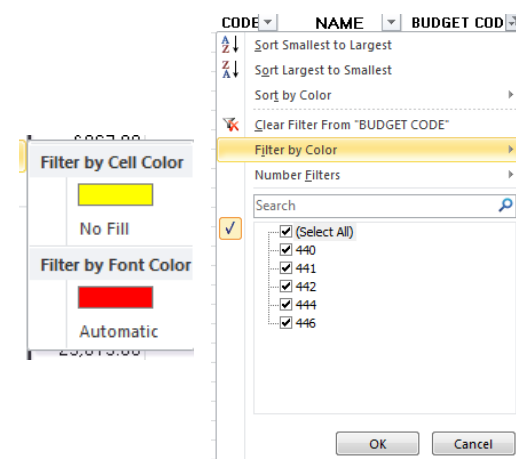 CODE NAME BUDGET COD
Sort Smallest to Largest
Sort Largest to Smallest
Sort by Color
Clear Filter From "BUDGET CODE"
Filter by Color
Number Filters
Search
(Select All)
440
441
442
444
446
OK Cancel
Filter by Cell Color
No Fill
Filter by Font Color
Automatic